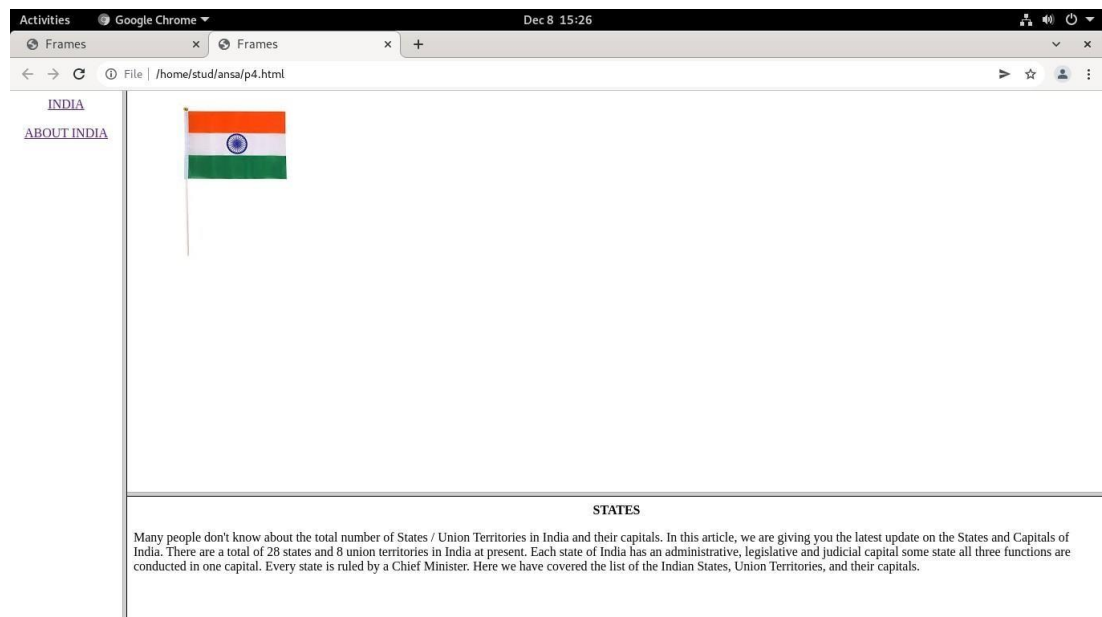 Activities Google Chrome Dec 8 15:26
Frames Frames
File /home/stud/ansa/p4.html
INDIA
ABOUT INDIA
STATES
Many people don't know about the total number of States / Union Territories in India and their capitals. In this article, we are giving you the latest update on the States and Capitals of
India. There are a total of 28 states and 8 union territories in India at present. Each state of India has an administrative, legislative and judicial capital some state all three functions are
conducted in one capital. Every state is ruled by a Chief Minister. Here we have covered the list of the Indian States, Union Territories, and their capitals.